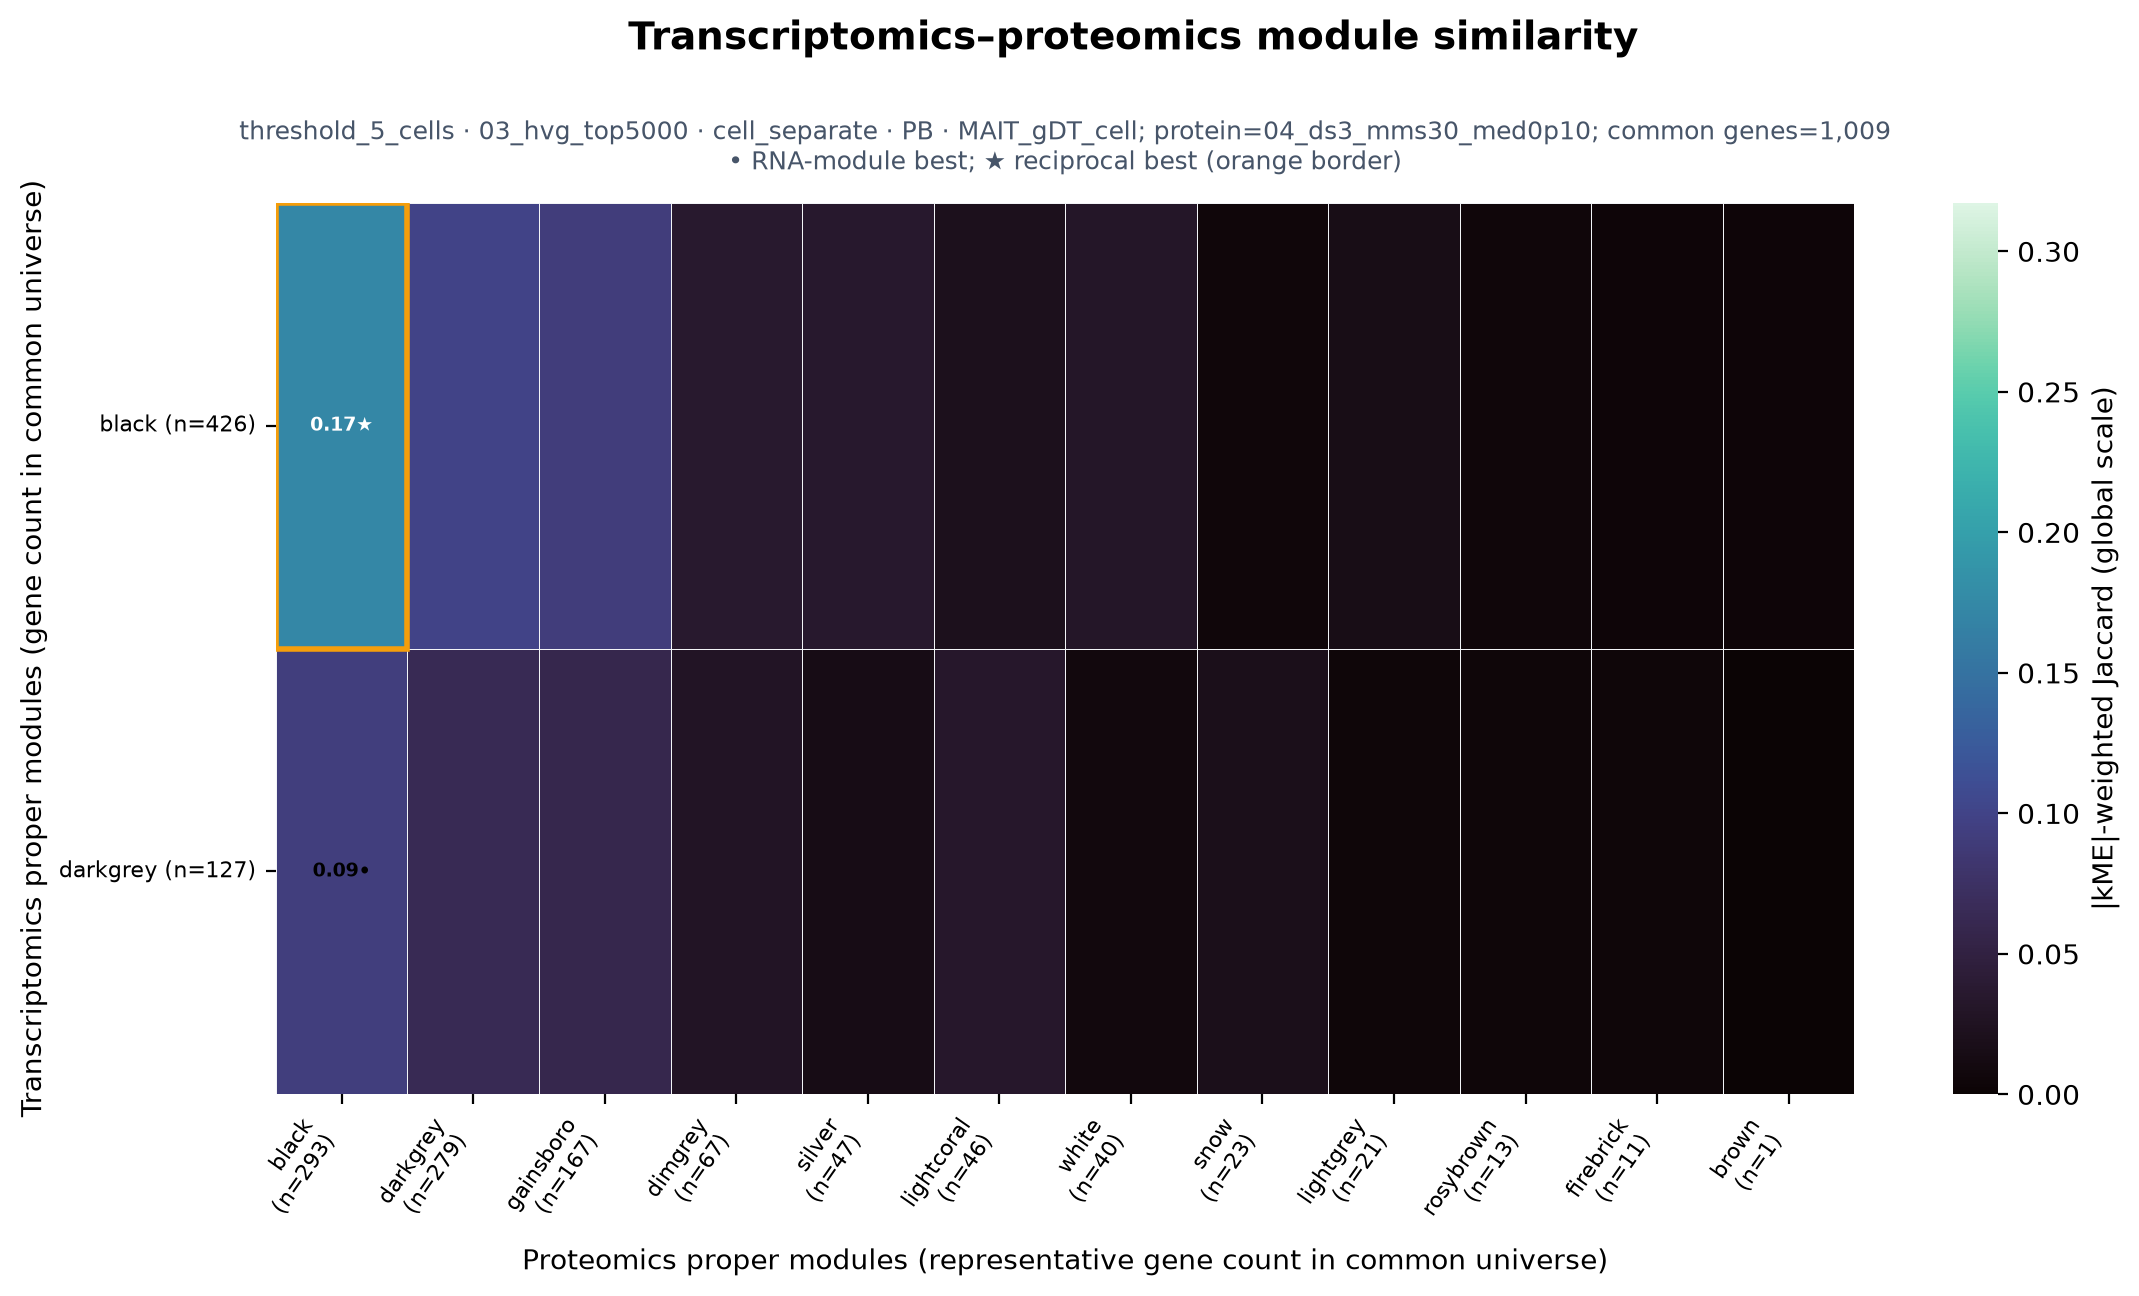 Transcriptomics–proteomics module similarity
threshold_5_cells · 03_hvg_top5000 · cell_separate · PB · MAIT_gDT_cell; protein=04_ds3_mms30_med0p10; common genes=1,009
• RNA-module best; ★ reciprocal best (orange border)
Transcriptomics proper modules (gene count in common universe)
black (n=426)
darkgrey (n=127)
0.17★
0.09•
black
(n=293)
darkgrey
(n=279)
gainsboro
(n=167)
dimgrey
(n=67)
silver
(n=47)
lightcoral
(n=46)
white
(n=40)
snow
(n=23)
lightgrey
(n=21)
rosybrown
(n=13)
firebrick
(n=11)
brown
(n=1)
Proteomics proper modules (representative gene count in common universe)
0.30
0.25
0.20
0.15
0.10
0.05
0.00
|kME|-weighted Jaccard (global scale)